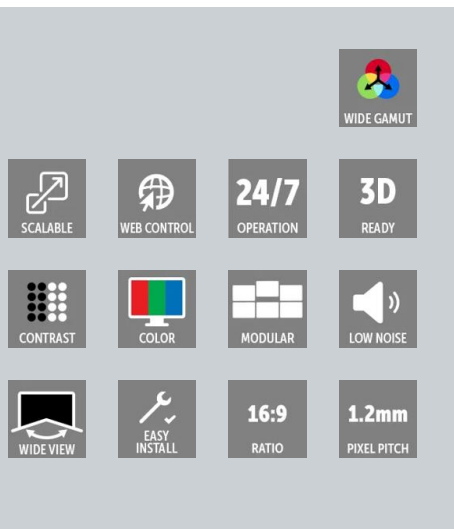 WIDE GAMUT
SCALABLE
WEB CONTROL
24/7
OPERATION
3D
READY
CONTRAST
COLOR
MODULAR
LOW NOISE
WIDE VIEW
EASY
INSTALL
16:9
RATIO
1.2mm
PIXEL PITCH